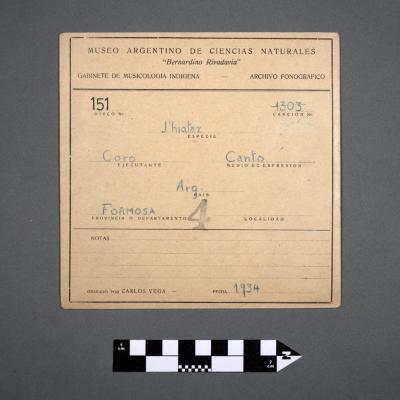 MUSEO ARGENTINO DE CIENCIAS NATURALES
"Bernardino Rivadavia"
GABINETE DE MUSICOLOGIA INDIGENA — ARCHIVO FONOGRAFICO
151 1303
DISCO Nº CANCIÓN Nº
J'hiataz
ESPECIE
Coro Canto
EJECUTANTE MEDIO DE EXPRESION
Arg.
PAIS
FORMOSA
PROVINCIA O DEPARTAMENTO LOCALIDAD
4
NOTAS
GRABADO POR CARLOS VEGA — FECHA 1934
1 cm
2 cm
N